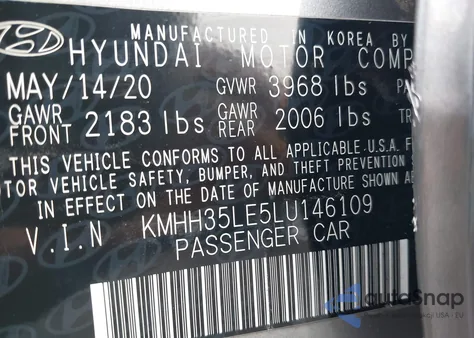 MANUFACTURED IN KOREA BY
HYUNDAI MOTOR COMP
MAY/14/20 GVWR 3968 lbs
GAWR FRONT 2183 lbs GAWR REAR 2006 lbs TR
THIS VEHICLE CONFORMS TO ALL APPLICABLE U.S.A. F
TOR VEHICLE SAFETY, BUMPER, AND THEFT PREVENTION
IN EFFECT ON THE DATE OF MANUFACTURE SHOWN AB
V.I.N KMHH35LE5LU146109
PASSENGER CAR
autoSnap